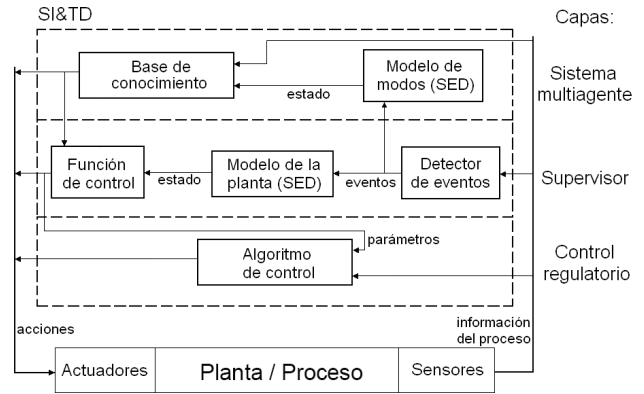 SI&TD
Capas:
Base de
conocimiento
Modelo de
modos (SED)
estado
Sistema
multiagente
Función
de control
estado
Modelo de la
planta (SED)
eventos
Detector
de eventos
Supervisor
parámetros
Algoritmo
de control
Control
regulatorio
acciones
información
del proceso
Actuadores
Planta / Proceso
Sensores